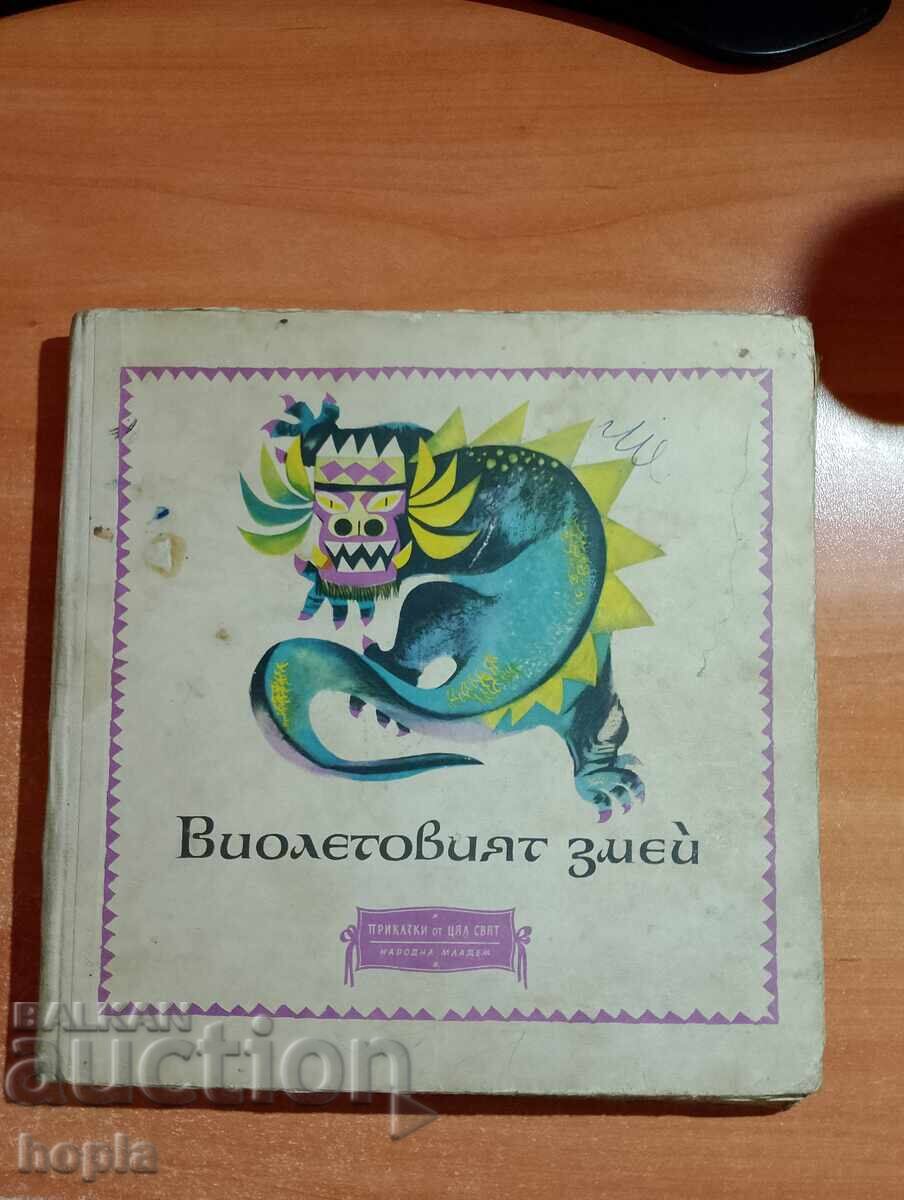 Виолетовият змей
ПРИКАЗКИ ОТ ЦЯЛ СВЯТ
НАРОДНА МЛАДЕЖ
BALKAN
auction
hopla